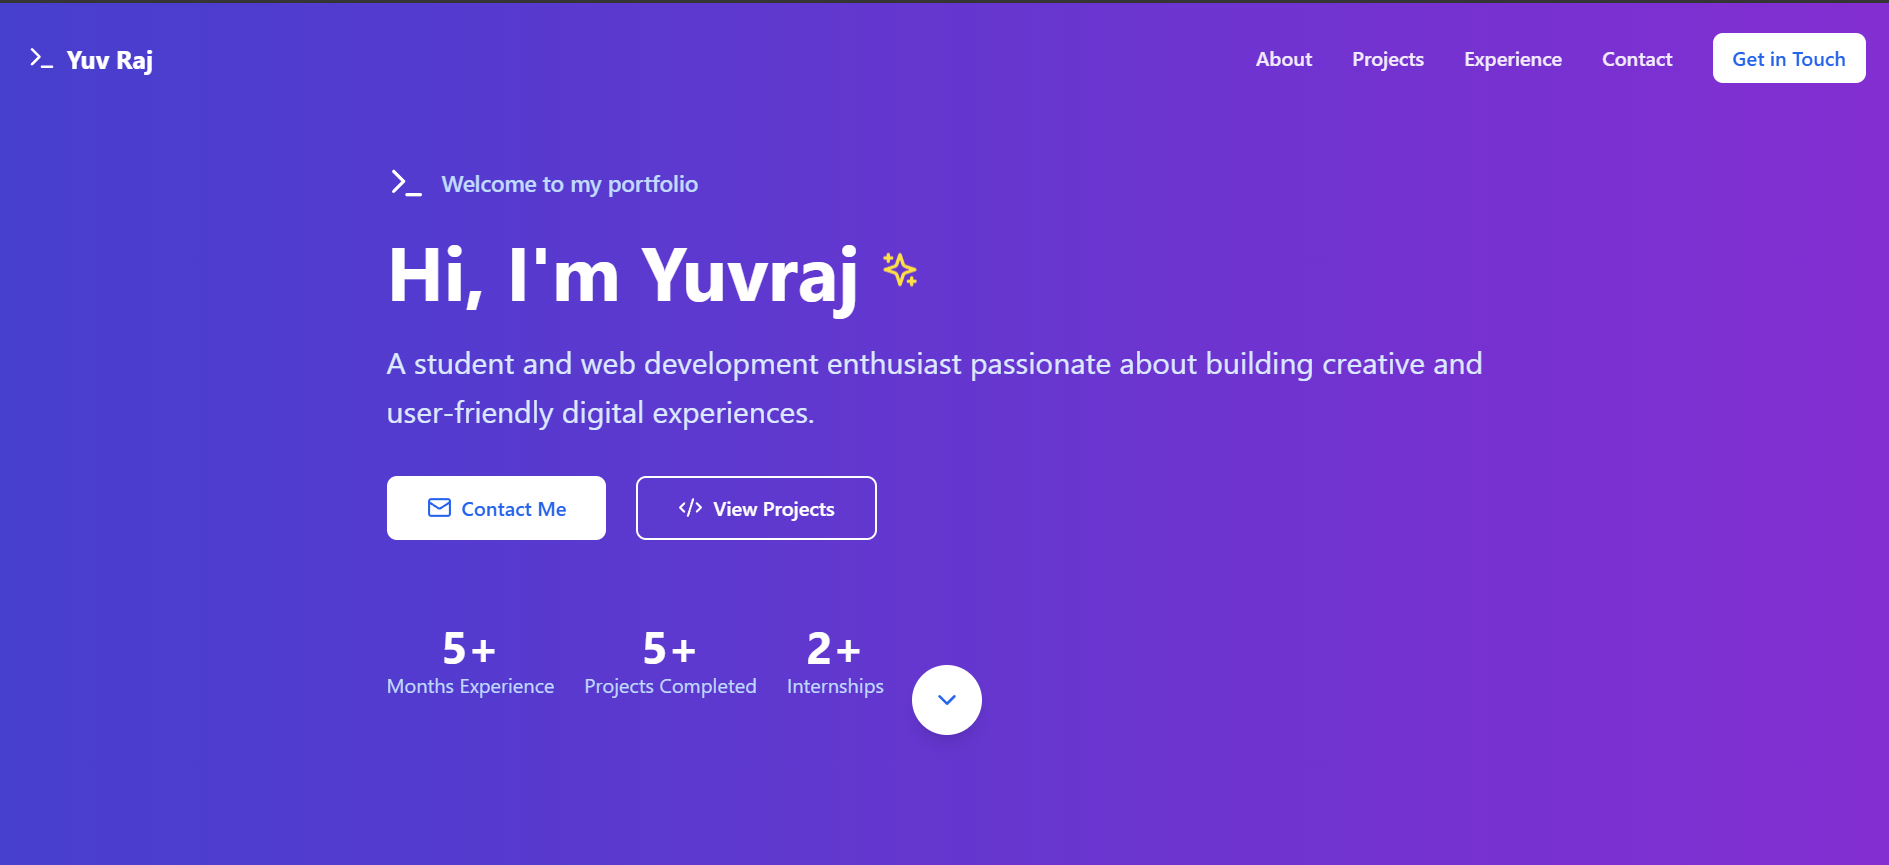 Yuv Raj
About
Projects
Experience
Contact
Get in Touch
Welcome to my portfolio
Hi, I'm Yuvraj
A student and web development enthusiast passionate about building creative and
user-friendly digital experiences.
Contact Me
View Projects
5+
Months Experience
5+
Projects Completed
2+
Internships